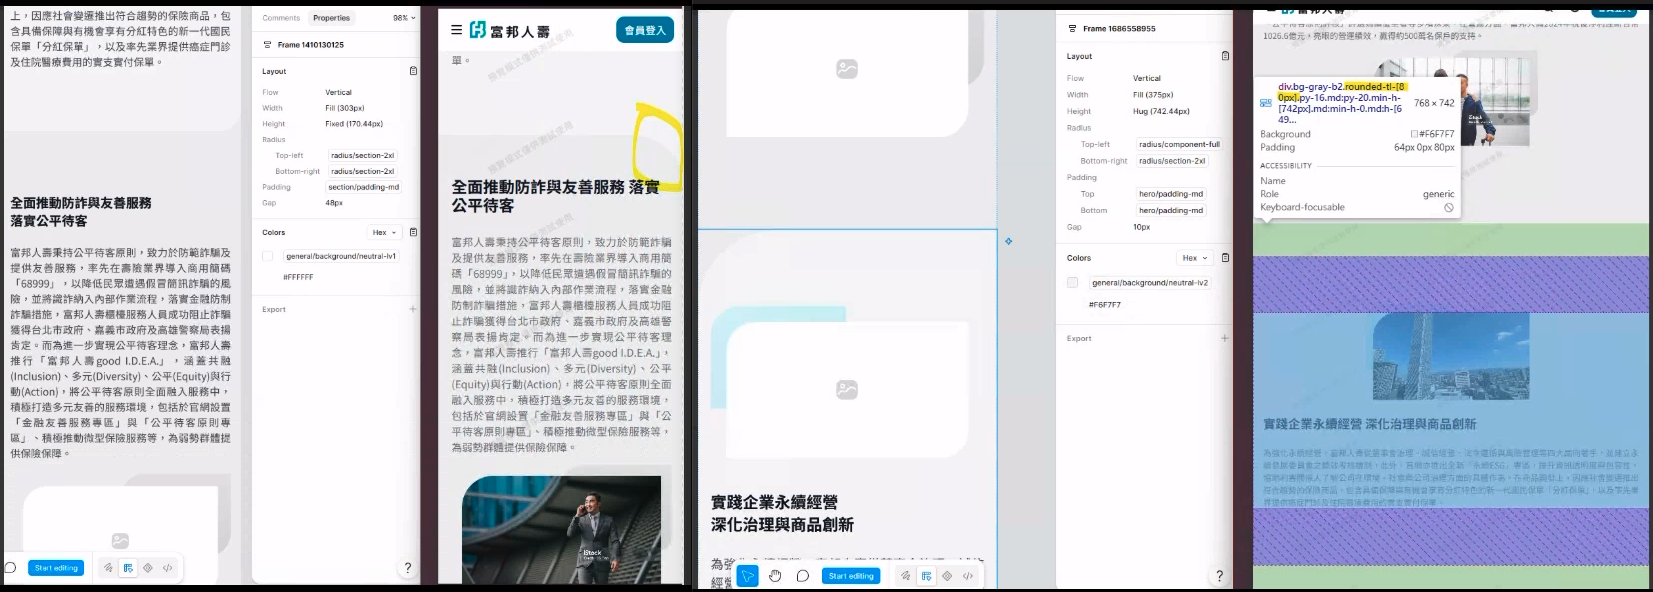 上，因應社會變遷推出符合趨勢的保險商品，包
含具備保障與有機會享有分紅特色的新一代國民
保單「分紅保單」，以及率先業界提供癌症門診
及住院醫療費用的實支實付保單。
全面推動防詐與友善服務
落實公平待客
富邦人壽秉持公平待客原則，致力於防範詐騙及
提供友善服務，率先在壽險業界導入商用簡碼
「68999」，以降低民眾遭遇假冒簡訊詐騙的風
險，並將識詐納入內部作業流程，落實金融防制
詐騙措施，富邦人壽櫃檯服務人員成功阻止詐騙
獲得台北市政府、嘉義市政府及高雄警察局表揚
肯定。而為進一步實現公平待客理念，富邦人壽
推行「富邦人壽good I.D.E.A.」，涵蓋共融
(Inclusion)、多元(Diversity)、公平(Equity)與行
動(Action)，將公平待客原則全面融入服務中，
積極打造多元友善的服務環境，包括於官網設置
「金融友善服務專區」與「公平待客原則專
區」、積極推動微型保險服務等，為弱勢群體提
供保險保障。
Start editing
Comments
Properties
98%
Frame 1410130125
Layout
Flow Vertical
Width Fill (303px)
Height Fixed (170.44px)
Radius
Top-left radius/section-2xl
Bottom-right radius/section-2xl
Padding section/padding-md
Gap 48px
Colors Hex
general/background/neutral-lv1
#FFFFFF
Export +
?
富邦人壽
會員登入
單。
全面推動防詐與友善服務 落實
公平待客
富邦人壽秉持公平待客原則，致力於防範詐騙
及提供友善服務，率先在壽險業界導入商用簡碼
「68999」，以降低民眾遭遇假冒簡訊詐騙的風
險，並將識詐納入內部作業流程，落實金融
防制詐騙措施，富邦人壽櫃檯服務人員成功阻
止詐騙獲得台北市政府、嘉義市政府及高雄警
察局表揚肯定。而為進一步實現公平待客理
念，富邦人壽推行「富邦人壽good I.D.E.A.」，
涵蓋共融(Inclusion)、多元(Diversity)、公平
(Equity)與行動(Action)，將公平待客原則全面
融入服務中，積極打造多元友善的服務環境，
包括於官網設置「金融友善服務專區」與「公
平待客原則專區」、積極推動微型保險服務等，
為弱勢群體提供保險保障。
iStock
實踐企業永續經營
深化治理與商品創新
Start editing
Frame 1686558955
Layout
Flow Vertical
Width Fill (375px)
Height Hug (742.44px)
Radius
Top-left radius/component-full
Bottom-right radius/section-2xl
Padding
Top hero/padding-md
Bottom hero/padding-md
Gap 10px
Colors Hex
general/background/neutral-lv2
#F6F7F7
Export +
?
富邦人壽
1026.6億元，亮眼的營運績效，贏得約500萬名保戶的支持。
div.bg-gray-b2.rounded-tl-[8
0px].py-16.md:py-20.min-h-
[742px].md:min-h-0.md:h-[6
49...
768 × 742
Background #F6F7F7
Padding 64px 0px 80px
ACCESSIBILITY
Name
Role generic
Keyboard-focusable
iStock
實踐企業永續經營 深化治理與商品創新